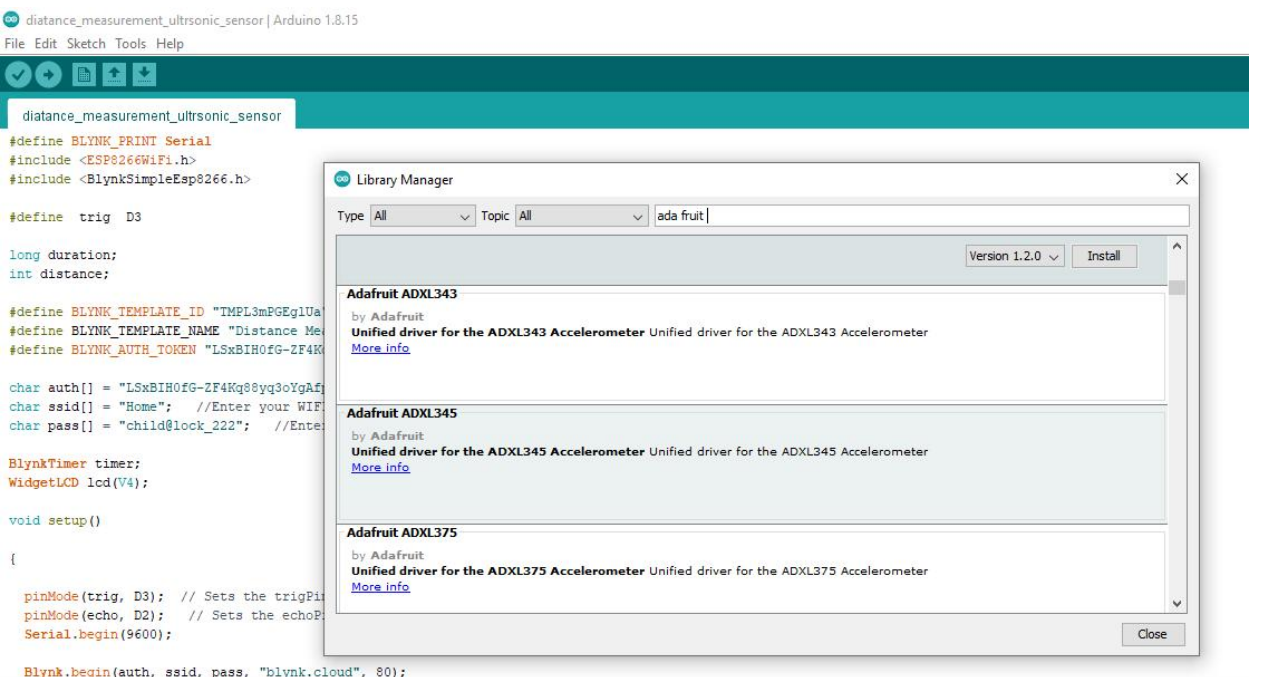 diatance_measurement_ultrsonic_sensor | Arduino 1.8.15
File Edit Sketch Tools Help
diatance_measurement_ultrsonic_sensor
#define BLYNK_PRINT Serial
#include <ESP8266WiFi.h>
#include <BlynkSimpleEsp8266.h>
#define trig D3
long duration;
int distance;
#define BLYNK_TEMPLATE_ID "TMPL3mPGEglUa"
#define BLYNK_TEMPLATE_NAME "Distance Mea
#define BLYNK_AUTH_TOKEN "LSxBIH0fG-ZF4K
char auth[] = "LSxBIH0fG-ZF4Kq88yq3oYgAf
char ssid[] = "Home"; //Enter your WIF
char pass[] = "child@lock_222"; //Ente
BlynkTimer timer;
WidgetLCD lcd(V4);
void setup()
{
pinMode(trig, D3); // Sets the trigPi
pinMode(echo, D2); // Sets the echoP
Serial.begin(9600);
Blynk.begin(auth, ssid, pass, "blynk.cloud", 80);
Library Manager
Type All Topic All ada fruit
Version 1.2.0 Install
Adafruit ADXL343
by Adafruit
Unified driver for the ADXL343 Accelerometer Unified driver for the ADXL343 Accelerometer
More info
Adafruit ADXL345
by Adafruit
Unified driver for the ADXL345 Accelerometer Unified driver for the ADXL345 Accelerometer
More info
Adafruit ADXL375
by Adafruit
Unified driver for the ADXL375 Accelerometer Unified driver for the ADXL375 Accelerometer
More info
Close